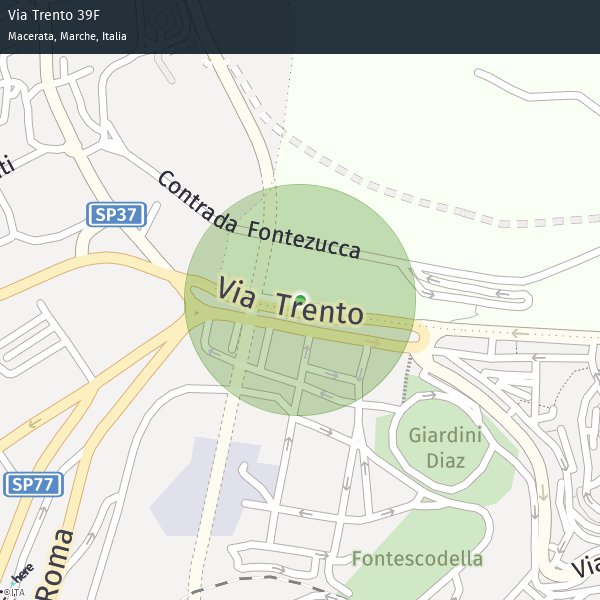 Via Trento 39F
Macerata, Marche, Italia
ti
Contrada Fontezucca
SP37
Via Trento
Giardini
Diaz
SP77
Roma
Fontescodella
Via
here
©ITA